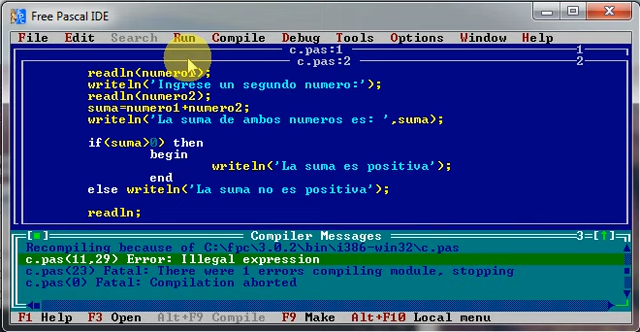 Free Pascal IDE
File Edit Search Run Compile Debug Tools Options Window Help
c.pas:1 1
c.pas:2 2
readln(numero1);
writeln('Ingrese un segundo numero:');
readln(numero2);
suma=numero1+numero2;
writeln('La suma de ambos numeros es: ',suma);
if(suma>0) then
begin
writeln('La suma es positiva');
end
else writeln('La suma no es positiva');
readln;
Compiler Messages 3=[↑]
Recompiling because of C:\fpc\3.0.2\bin\i386-win32\c.pas
c.pas(11,29) Error: Illegal expression
c.pas(23) Fatal: There were 1 errors compiling module, stopping
c.pas(0) Fatal: Compilation aborted
F1 Help F3 Open Alt+F9 Compile F9 Make Alt+F10 Local menu